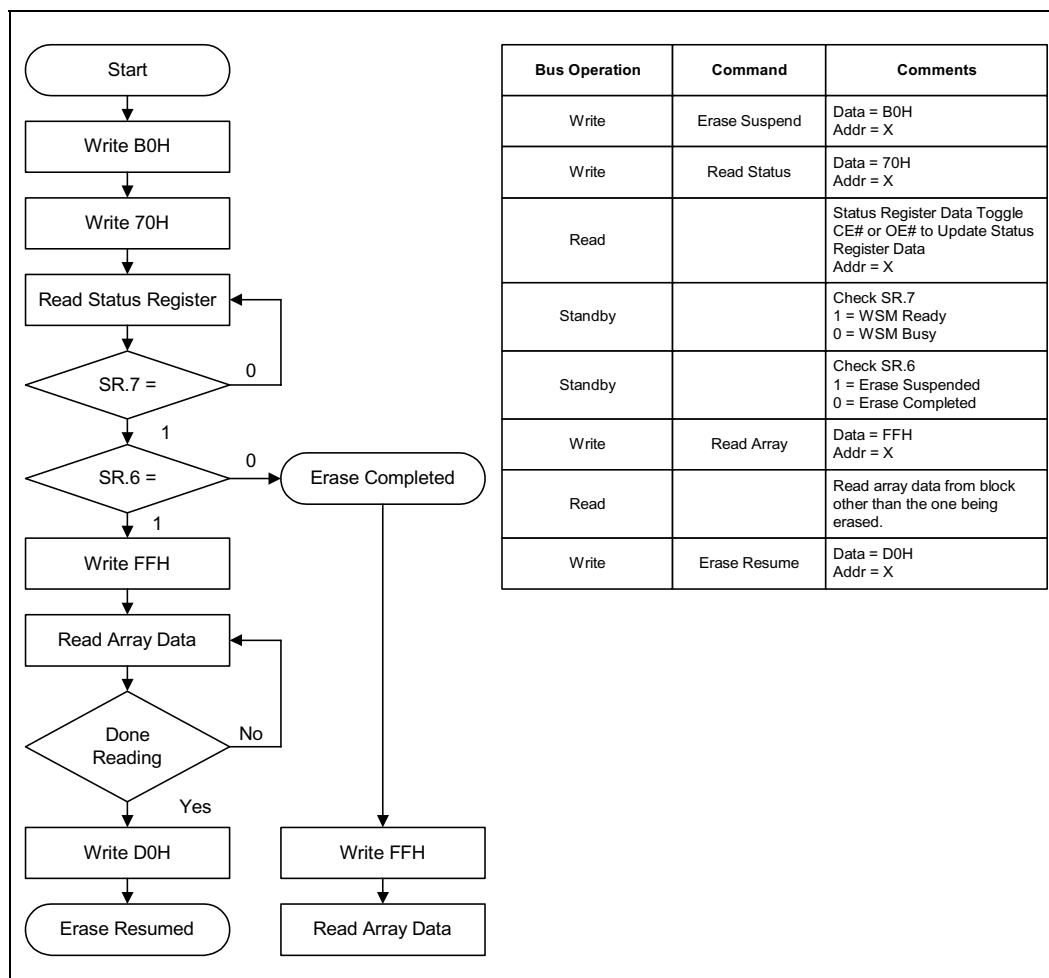 Start
Write B0H
Write 70H
Read Status Register
SR.7 =
0
1
SR.6 =
0
Erase Completed
1
Write FFH
Read Array Data
Done
Reading
No
Yes
Write D0H
Write FFH
Erase Resumed
Read Array Data
Bus Operation
Command
Comments
Write
Erase Suspend
Data = B0H
Addr = X
Write
Read Status
Data = 70H
Addr = X
Read
Status Register Data Toggle
CE# or OE# to Update Status
Register Data
Addr = X
Standby
Check SR.7
1 = WSM Ready
0 = WSM Busy
Standby
Check SR.6
1 = Erase Suspended
0 = Erase Completed
Write
Read Array
Data = FFH
Addr = X
Read
Read array data from block
other than the one being
erased.
Write
Erase Resume
Data = D0H
Addr = X